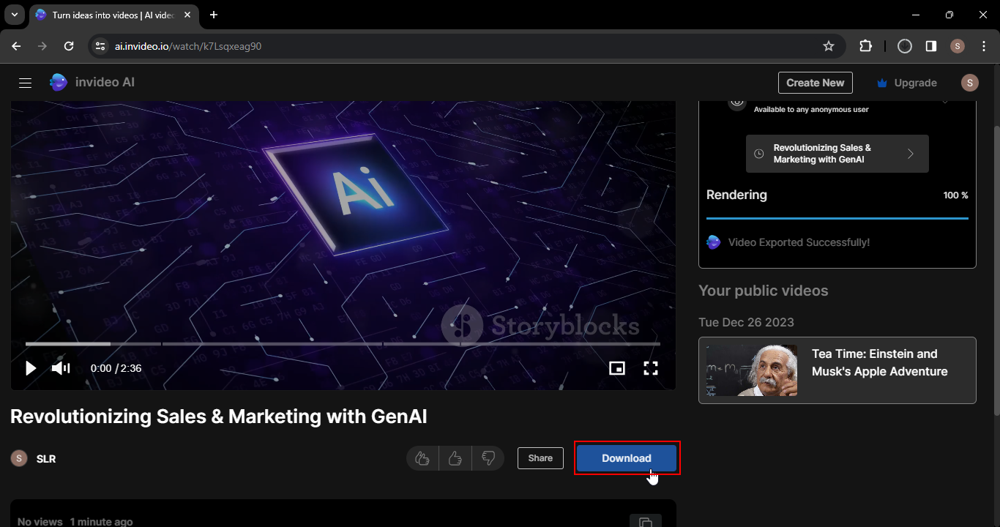 Turn ideas into videos | AI videc
ai.invideo.io/watch/k7Lsqxeag90
S
invideo AI
Create New
Upgrade
S
Ai
Storyblocks
0:00 / 2:36
Available to any anonymous user
Revolutionizing Sales &
Marketing with GenAI
Rendering
100 %
Video Exported Successfully!
Your public videos
Tue Dec 26 2023
Tea Time: Einstein and
Musk's Apple Adventure
Revolutionizing Sales & Marketing with GenAI
S
SLR
Share
Download
No views 1 minute ago